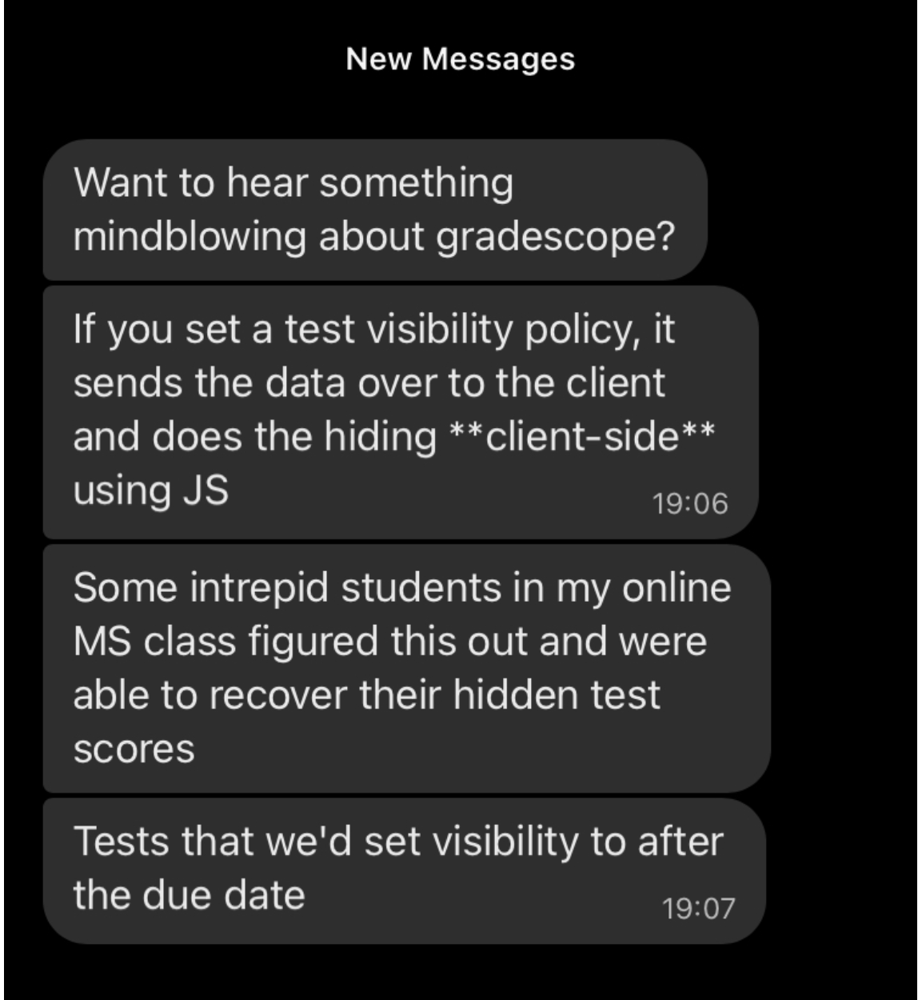 New Messages
Want to hear something
mindblowing about gradescope?
If you set a test visibility policy, it
sends the data over to the client
and does the hiding **client-side**
using JS
19:06
Some intrepid students in my online
MS class figured this out and were
able to recover their hidden test
scores
Tests that we'd set visibility to after
the due date
19:07